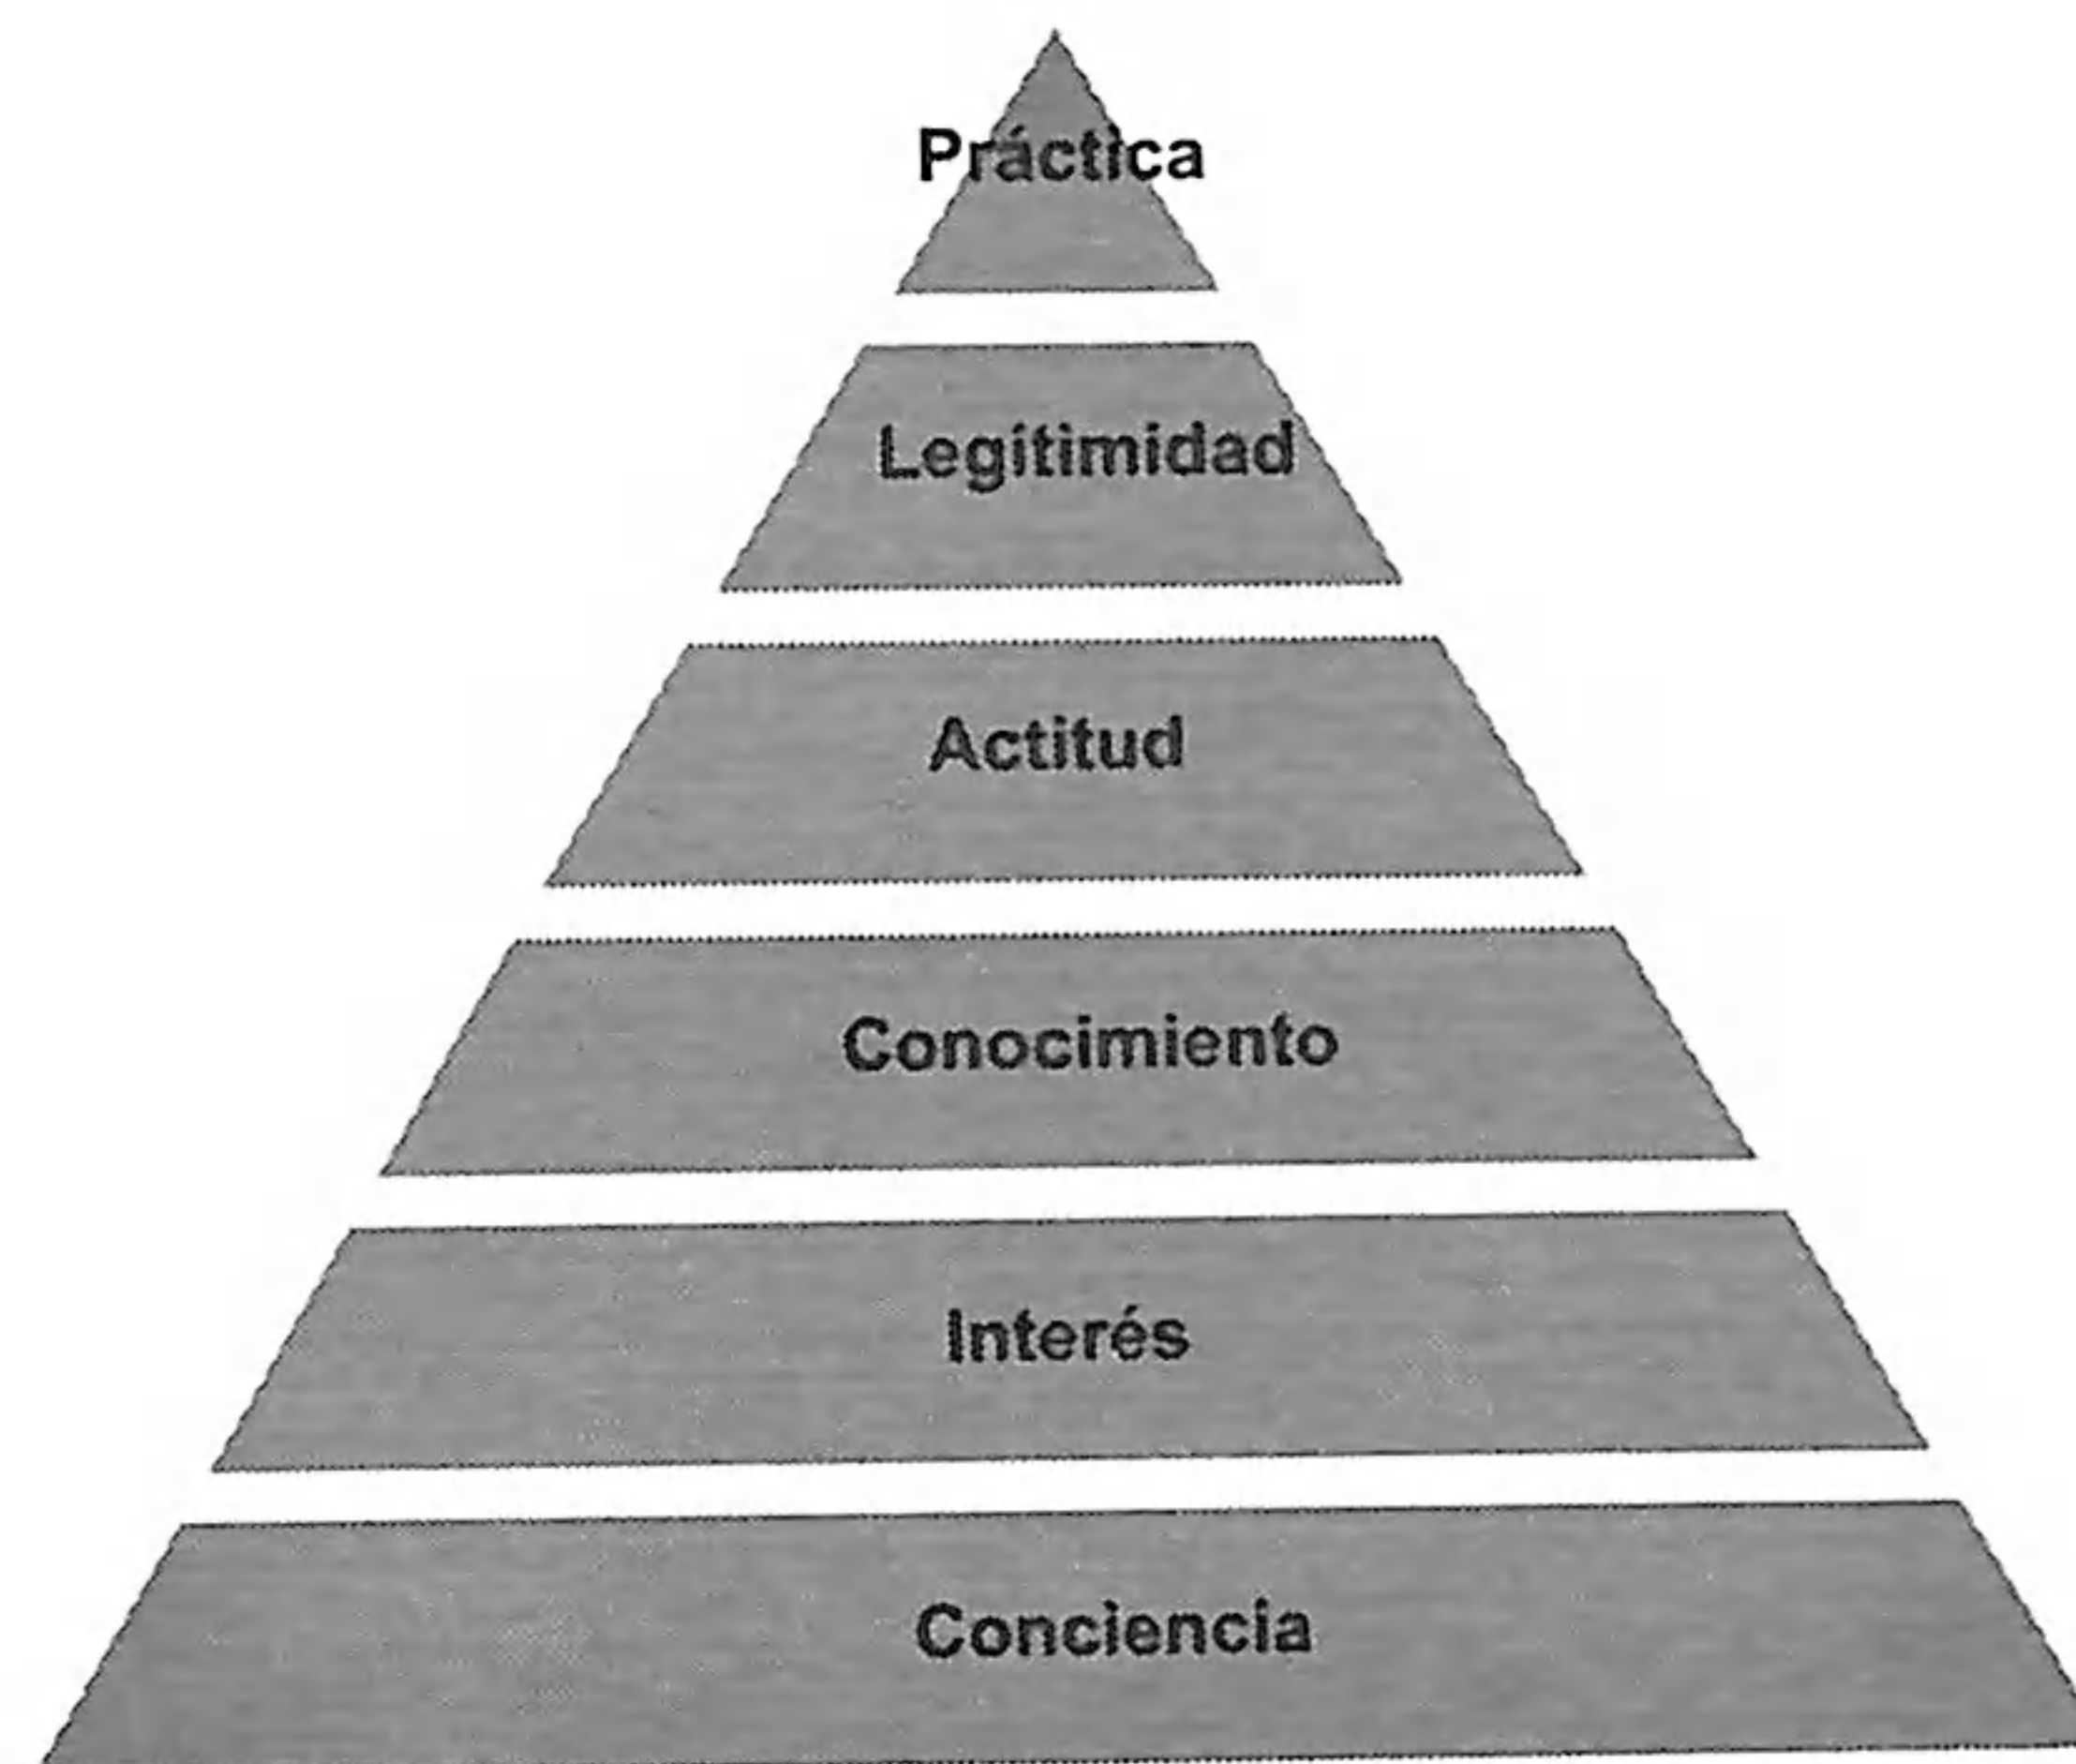 Práctica
Legitimidad
Actitud
Conocimiento
Interés
Conciencia